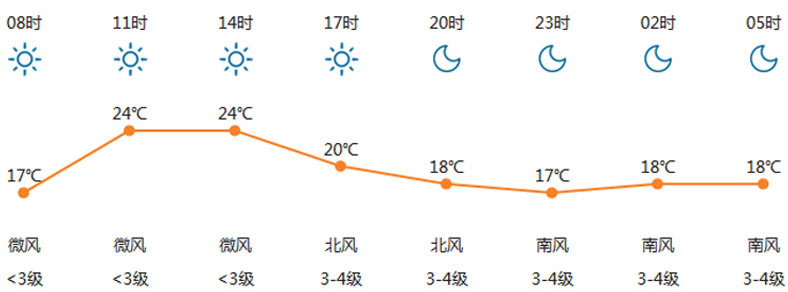 08时 11时 14时 17时 20时 23时 02时 05时
24℃ 24℃
20℃
17℃ 18℃ 17℃ 18℃ 18℃
微风 微风 微风 北风 北风 南风 南风 南风
<3级 <3级 <3级 3-4级 3-4级 3-4级 3-4级 3-4级